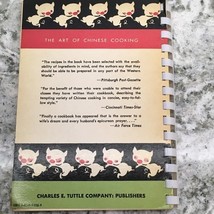 THE ART OF CHINESE COOKING
"The recipes in the book have been selected with the avail-
ability of ingredients in mind, and the authors say that they
should be able to be prepared in any part of the Western
World."
—Pittsburgh Post-Gazette
"For the benefit of those who were unable to attend their
classes they have written their cookbook, describing the
tempting variety of Chinese cooking in concise, easy-to-fol-
low style."
—Cincinnati Times-Star
"Finally a cookbook has appeared that is the answer to a
wife's dream and every husband's epicurean prayer. ..."
—Air Force Times
CHARLES E. TUTTLE COMPANY: PUBLISHERS